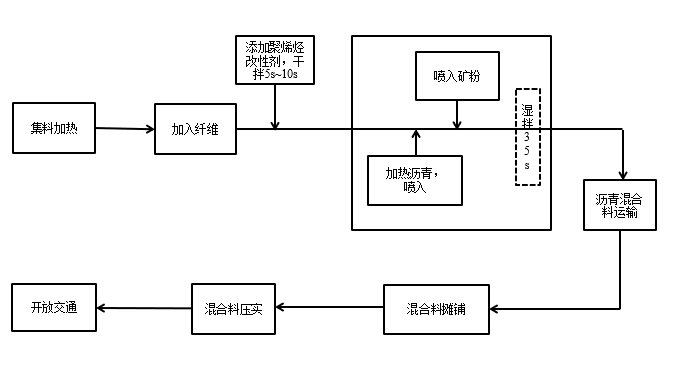 添加聚烯烃
改性剂，干
拌5s~10s
喷入矿粉
集料加热
加入纤维
湿
拌
3
5
s
加热沥青，
喷入
沥青混合
料运输
开放交通
混合料压实
混合料摊铺